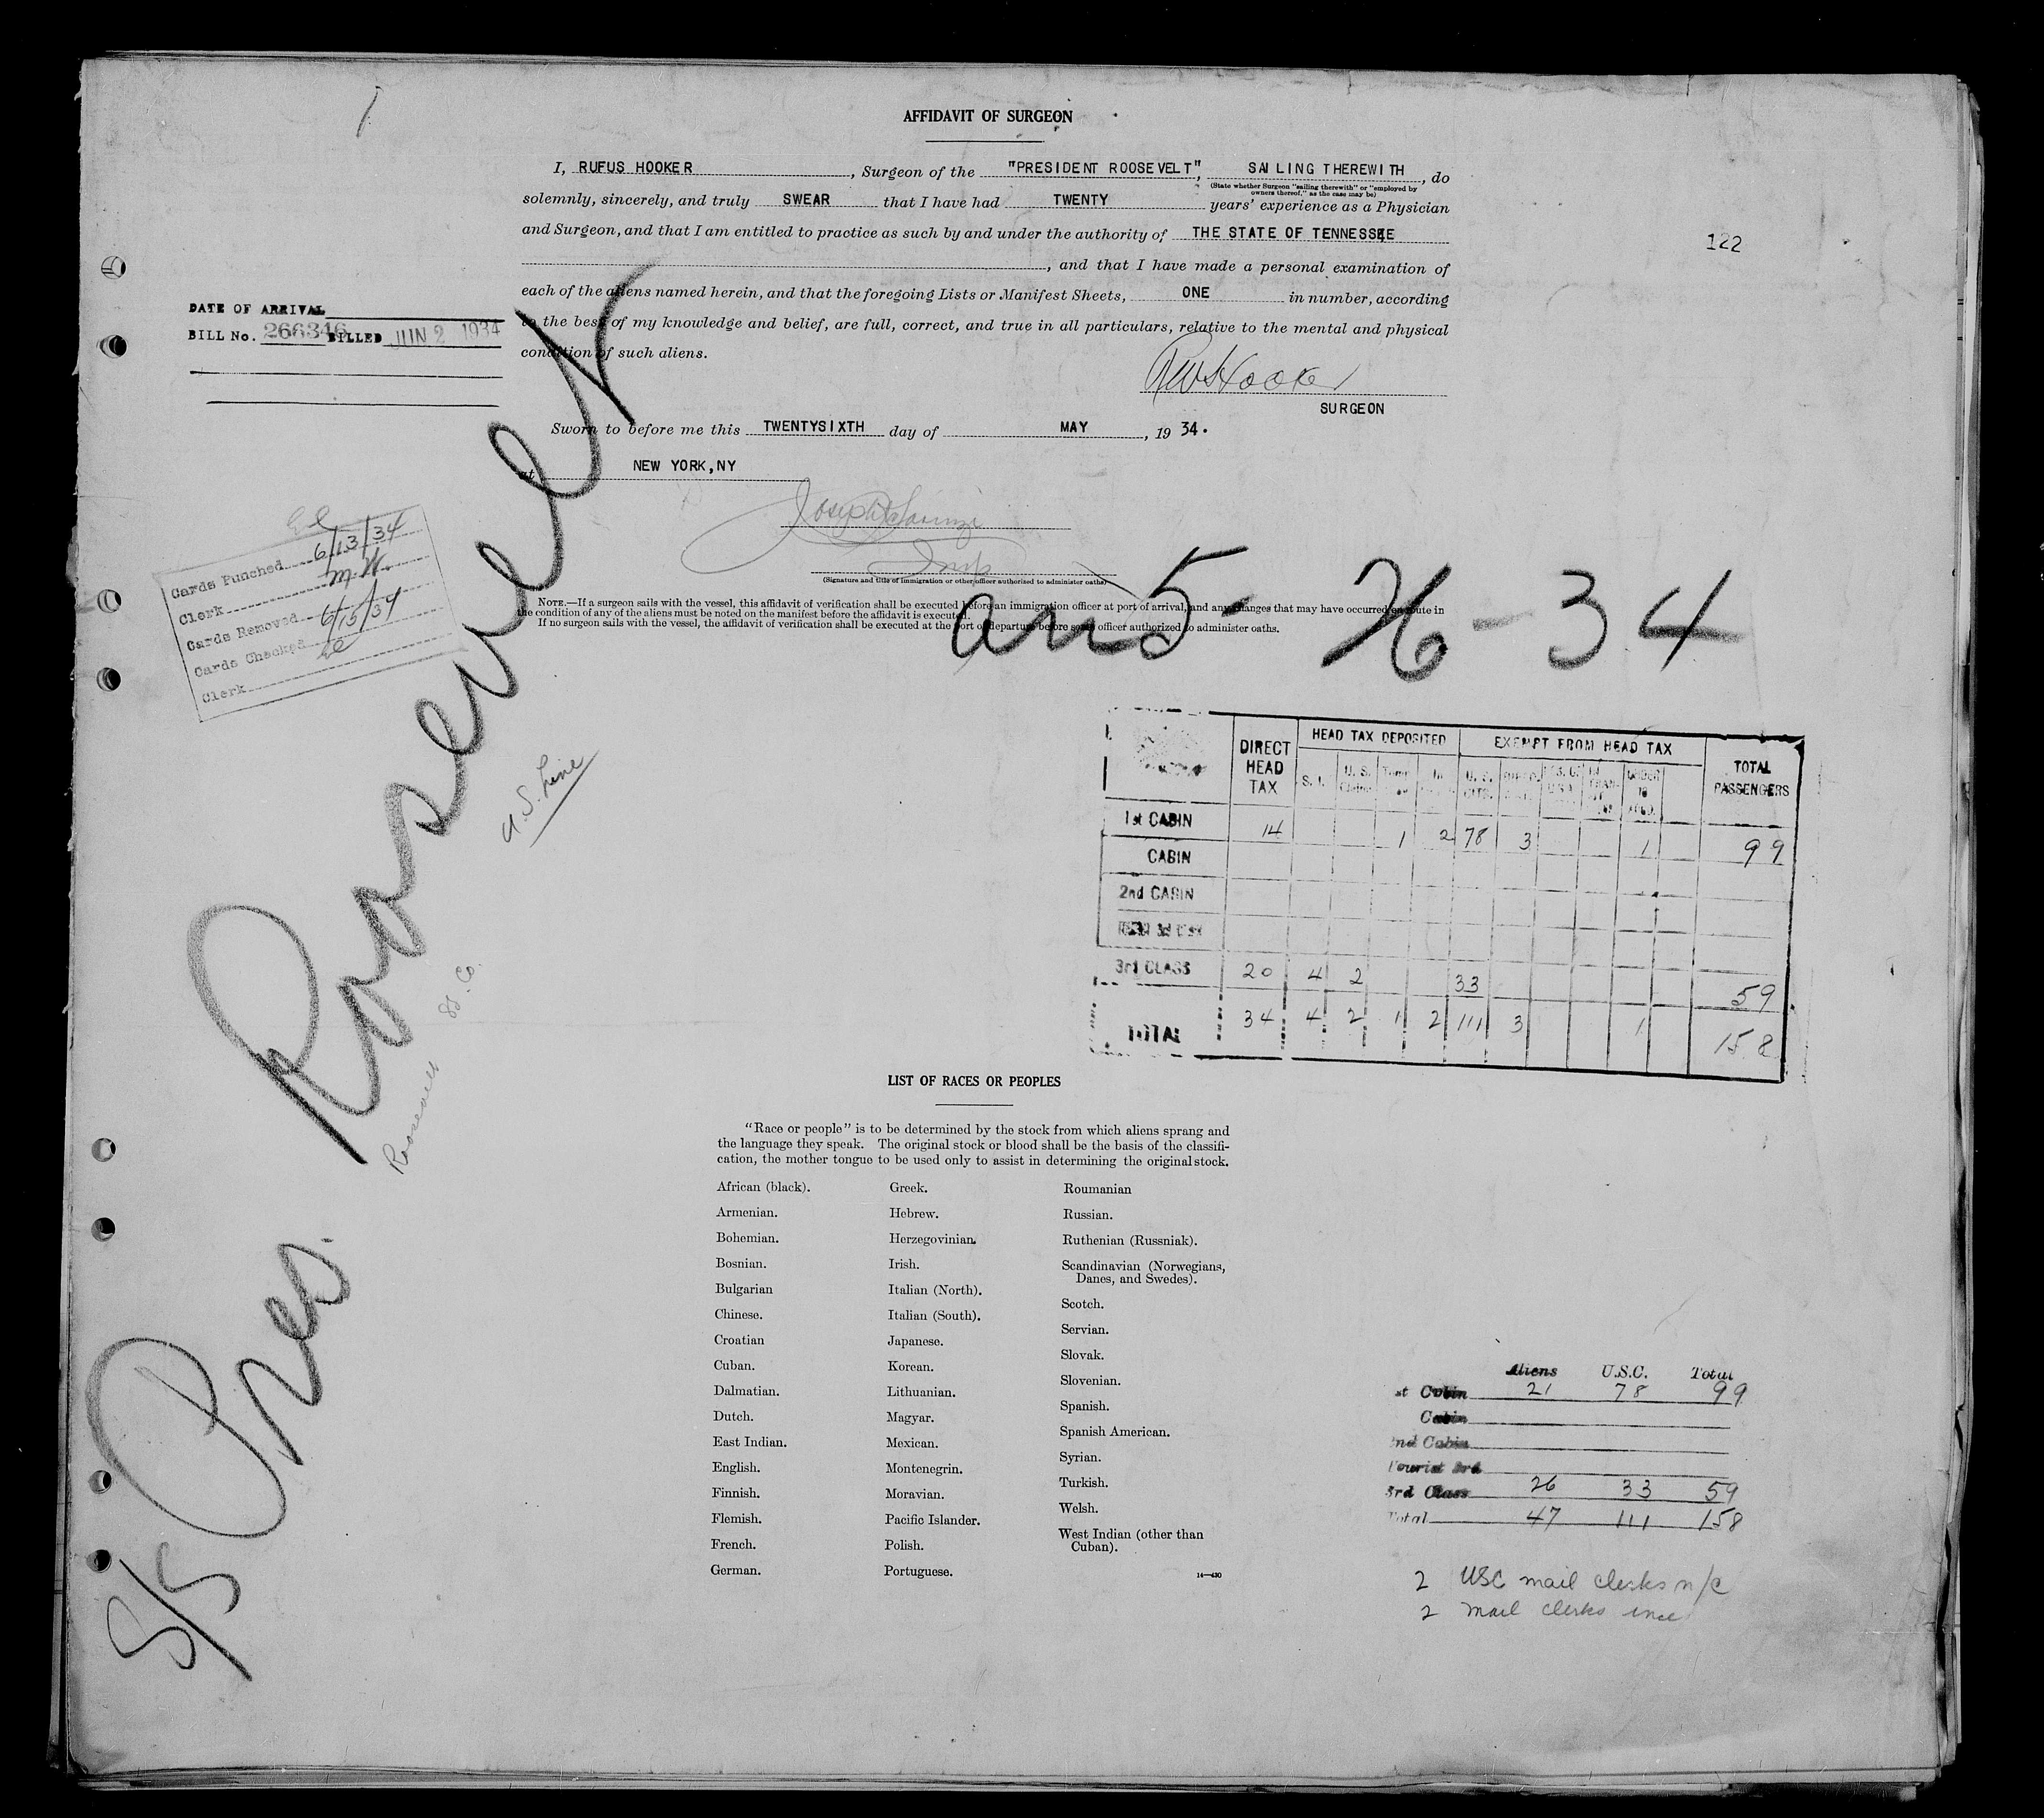 AFFIDAVIT OF SURGEON
I, RUFUS HOOKER, Surgeon of the "PRESIDENT ROOSEVELT", SAILING THEREWITH, do
(State whether Surgeon "sailing therewith" or "employed by
owners thereof," as the case may be)
solemnly, sincerely, and truly SWEAR that I have had TWENTY years' experience as a Physician
and Surgeon, and that I am entitled to practice as such by and under the authority of THE STATE OF TENNESSEE
, and that I have made a personal examination of
each of the aliens named herein, and that the foregoing Lists or Manifest Sheets, ONE in number, according
to the best of my knowledge and belief, are full, correct, and true in all particulars, relative to the mental and physical
condition of such aliens.
122
DATE OF ARRIVAL
BILL No. 266346 BILLED JUN 2 1934
RWHooker
SURGEON
Sworn to before me this TWENTYSIXTH day of MAY, 19 34.
at NEW YORK, NY
Joseph
Insp
(Signature and title of immigration or other officer authorized to administer oaths)
NOTE.—If a surgeon sails with the vessel, this affidavit of verification shall be executed before an immigration officer at port of arrival, and any changes that may have occurred en route in
the condition of any of the aliens must be noted on the manifest before the affidavit is executed.
If no surgeon sails with the vessel, the affidavit of verification shall be executed at the port of departure before some officer authorized to administer oaths.
Cards Punched 6/13/34
Clerk M.W.
Cards Removed 6/15/34
Cards Checked
Clerk
S/S Pres. Roosevelt
arr 5-26-34
U.S. Line
Roosevelt SS. Co.
DIRECT HEAD TAX HEAD TAX DEPOSITED EXEMPT FROM HEAD TAX TOTAL PASSENGERS
S. I. U. S. In U. S. CITS. UNDER 16
1st CABIN 14 1 2 78 3 1 99
CABIN
2nd CABIN
3rd CLASS 20 4 2 33 59
TOTAL 34 4 2 1 2 111 3 1 158
LIST OF RACES OR PEOPLES
"Race or people" is to be determined by the stock from which aliens sprang and
the language they speak. The original stock or blood shall be the basis of the classifi-
cation, the mother tongue to be used only to assist in determining the original stock.
African (black).
Armenian.
Bohemian.
Bosnian.
Bulgarian
Chinese.
Croatian
Cuban.
Dalmatian.
Dutch.
East Indian.
English.
Finnish.
Flemish.
French.
German.
Greek.
Hebrew.
Herzegovinian.
Irish.
Italian (North).
Italian (South).
Japanese.
Korean.
Lithuanian.
Magyar.
Mexican.
Montenegrin.
Moravian.
Pacific Islander.
Polish.
Portuguese.
Roumanian
Russian.
Ruthenian (Russniak).
Scandinavian (Norwegians,
Danes, and Swedes).
Scotch.
Servian.
Slovak.
Slovenian.
Spanish.
Spanish American.
Syrian.
Turkish.
Welsh.
West Indian (other than
Cuban).
14—430
Aliens U.S.C. Total
st Cabin 21 78 99
Cabin
2nd Cabin
Tourist 3rd
3rd Class 26 33 59
Total 47 111 158
2 USC mail clerks n/c
2 mail clerks